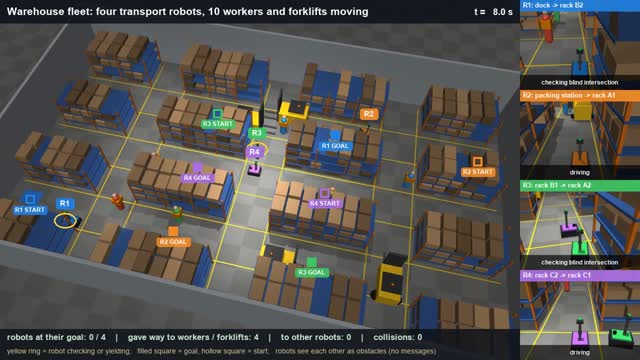 Warehouse fleet: four transport robots, 10 workers and forklifts moving
t = 8.0 s
R1: dock -> rack B2
checking blind intersection
R2: packing station -> rack A1
driving
R3: rack B1 -> rack A2
checking blind intersection
R4: rack C2 -> rack C1
driving
R3 START
R2
R3
R1 GOAL
R4
R4 GOAL
R2 START
R1 START
R1
R4 START
R2 GOAL
R3 GOAL
robots at their goal: 0 / 4 | gave way to workers / forklifts: 4 | to other robots: 0 | collisions: 0
yellow ring = robot checking or yielding; filled square = goal, hollow square = start; robots see each other as obstacles (no messages)